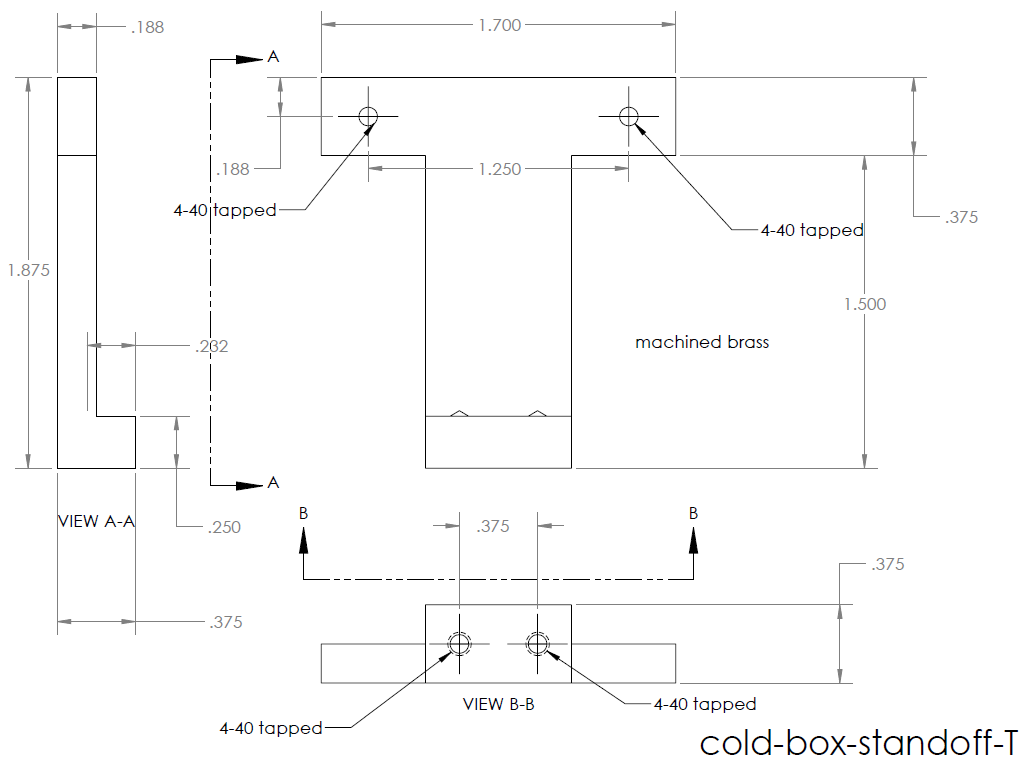 .188
1.700
A
.188
1.250
4-40 tapped
4-40 tapped
.375
1.875
1.500
.232
machined brass
A
VIEW A-A
.250
B
.375
B
.375
.375
VIEW B-B
4-40 tapped
4-40 tapped
cold-box-standoff-T